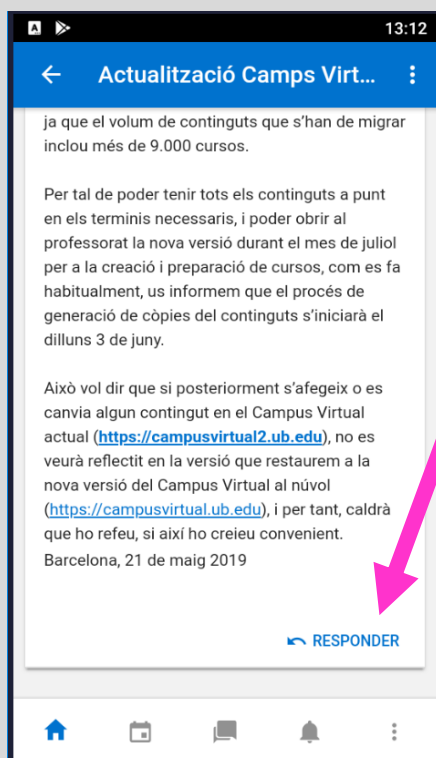 A
13:12
Actualització Camps Virt...
ja que el volum de continguts que s’han de migrar
inclou més de 9.000 cursos.
Per tal de poder tenir tots els continguts a punt
en els terminis necessaris, i poder obrir al
professorat la nova versió durant el mes de juliol
per a la creació i preparació de cursos, com es fa
habitualment, us informem que el procés de
generació de còpies del continguts s’iniciarà el
dilluns 3 de juny.
Això vol dir que si posteriorment s’afegeix o es
canvia algun contingut en el Campus Virtual
actual (https://campusvirtual2.ub.edu), no es
veurà reflectit en la versió que restaurem a la
nova versió del Campus Virtual al núvol
(https://campusvirtual.ub.edu), i per tant, caldrà
que ho refeu, si així ho creieu convenient.
Barcelona, 21 de maig 2019
RESPONDER